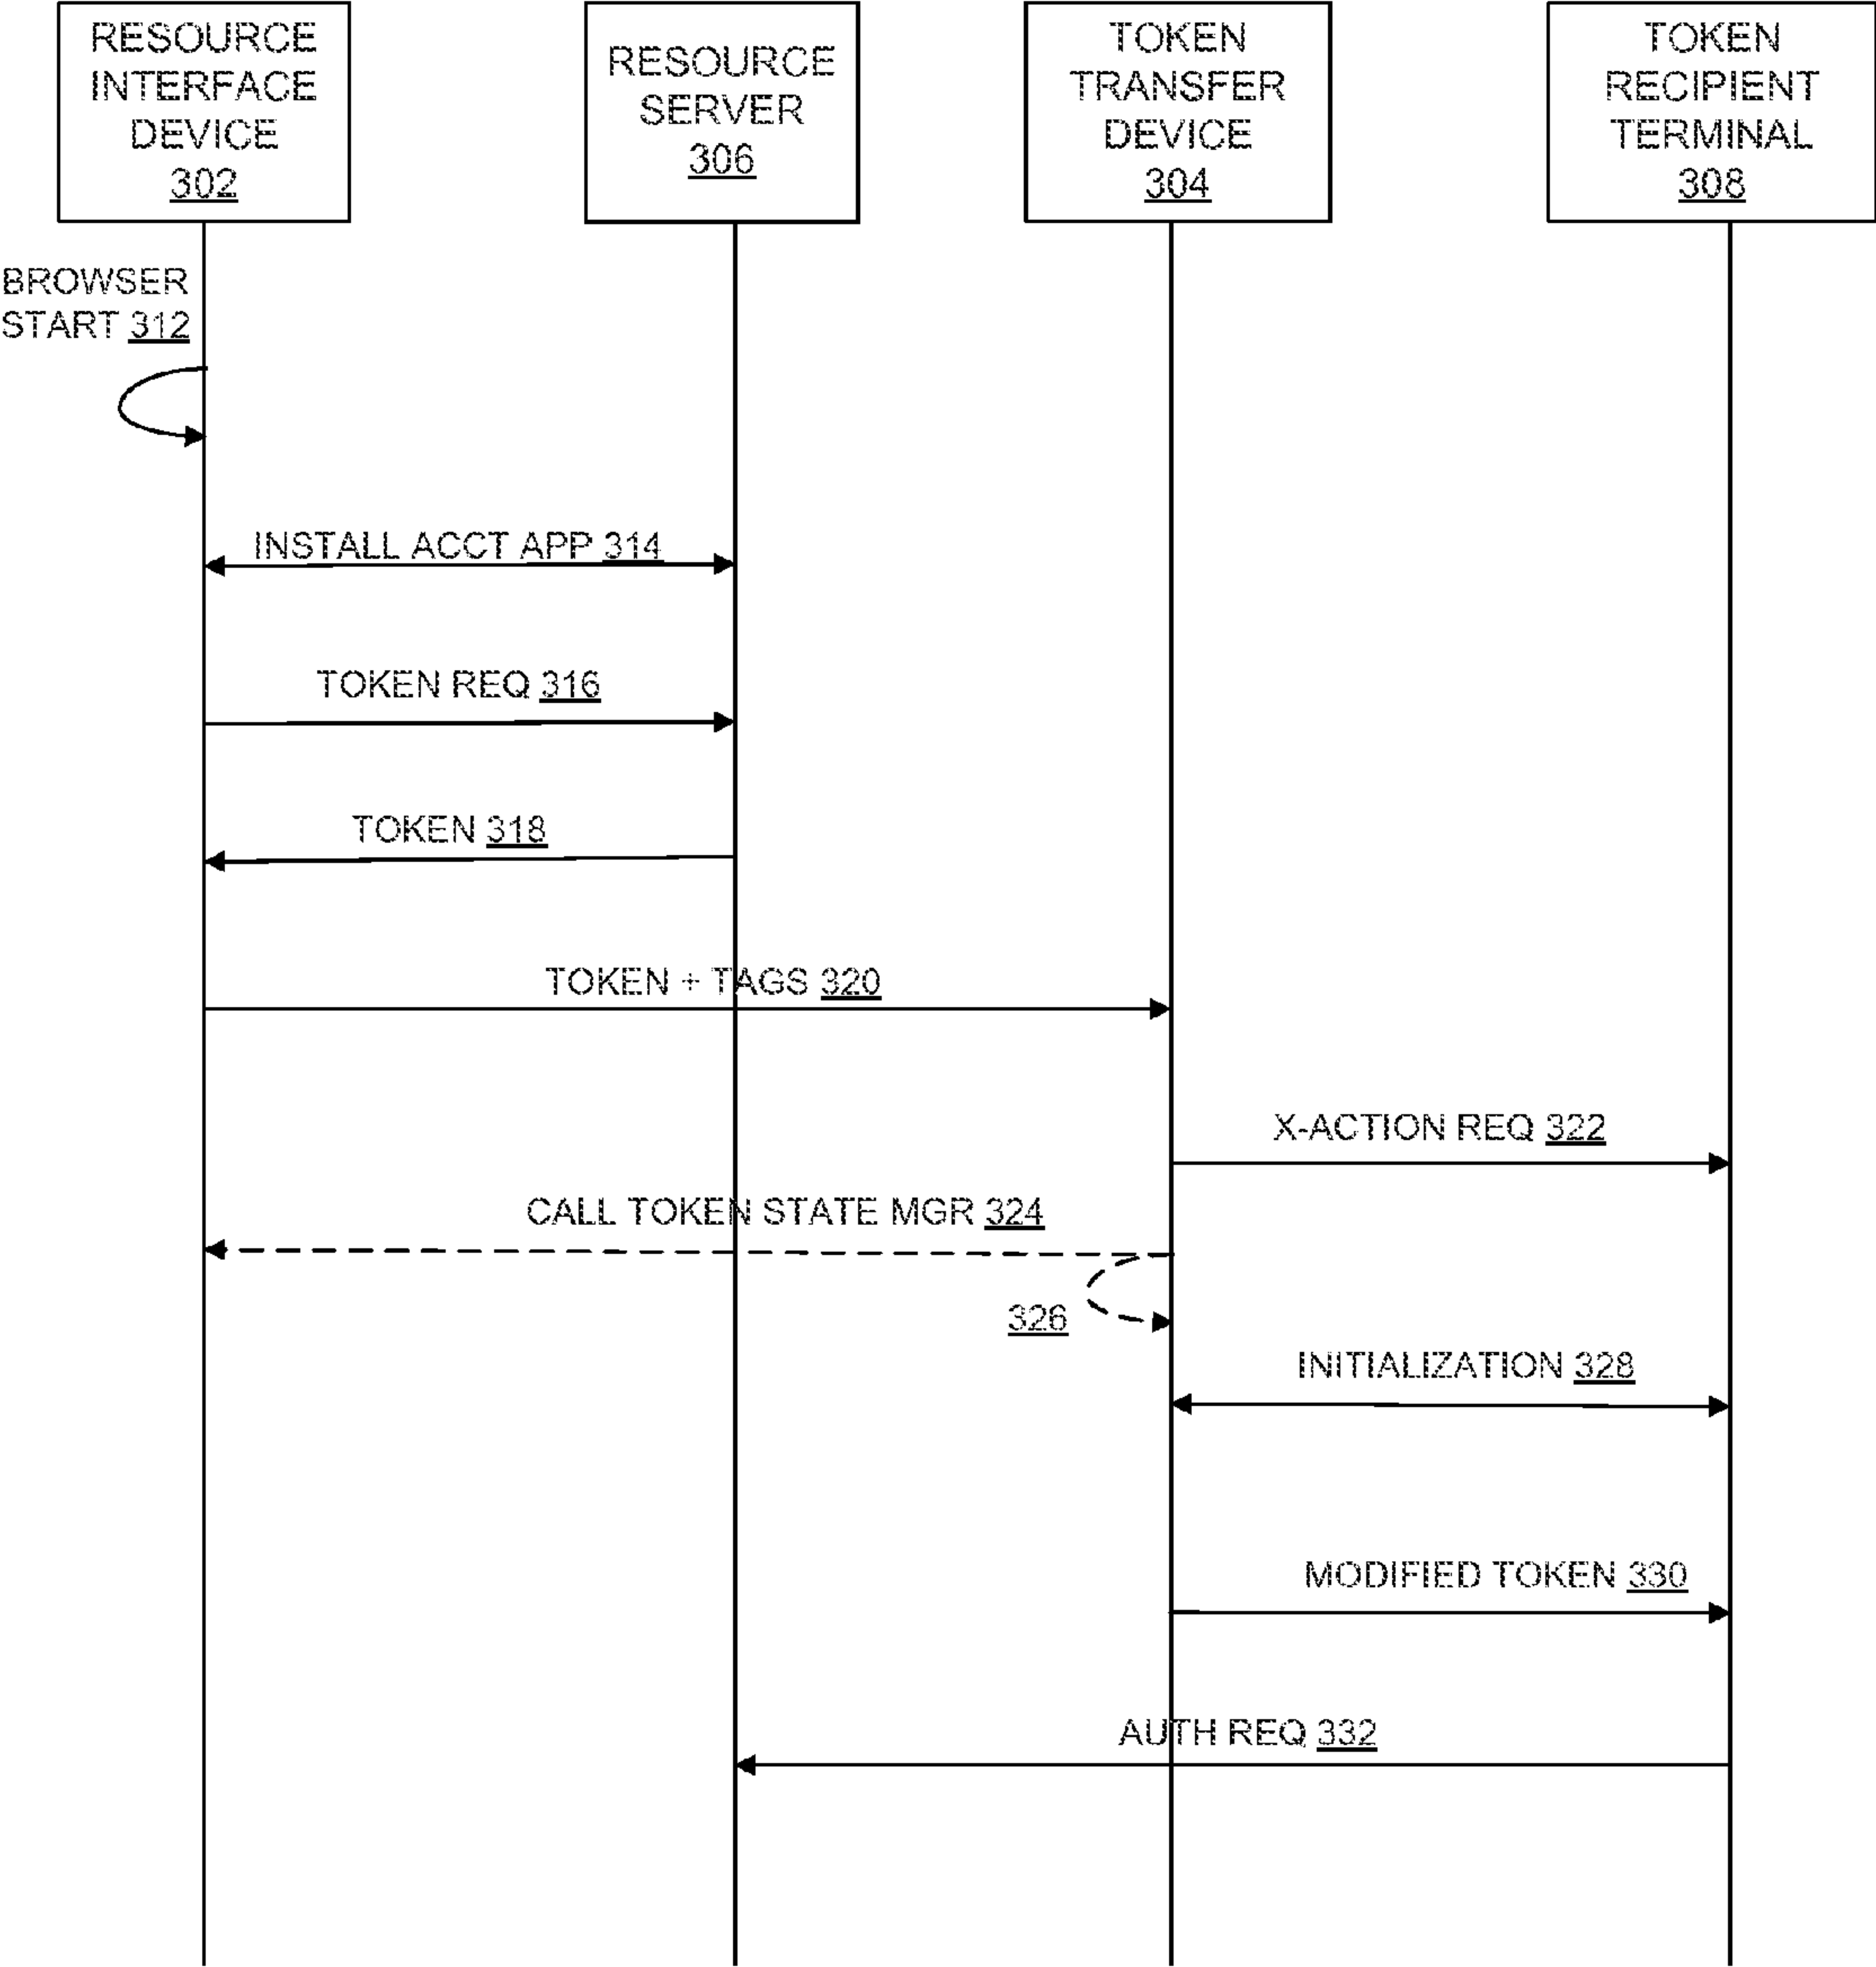 RESOURCE
INTERFACE
DEVICE
302
RESOURCE
SERVER
306
TOKEN
TRANSFER
DEVICE
304
TOKEN
RECIPIENT
TERMINAL
308
BROWSER
START 312
INSTALL ACCT APP 314
TOKEN REQ 316
TOKEN 318
TOKEN + TAGS 320
X-ACTION REQ 322
CALL TOKEN STATE MGR 324
326
INITIALIZATION 328
MODIFIED TOKEN 330
AUTH REQ 332